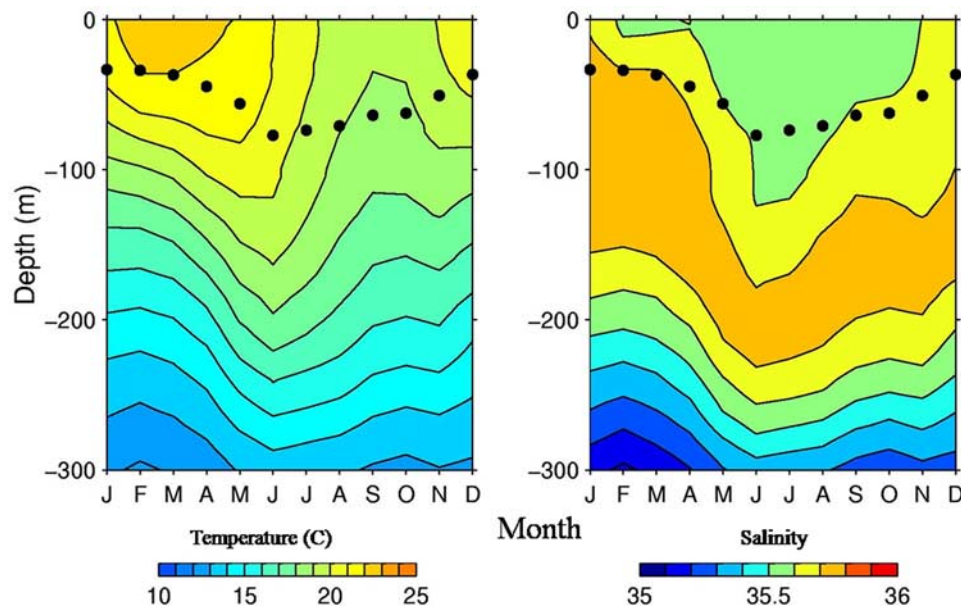 0
−100
−200
−300
Depth (m)
J F M A M J J A S O N D
0
−100
−200
−300
J F M A M J J A S O N D
Month
Temperature (C)
10 15 20 25
Salinity
35 35.5 36